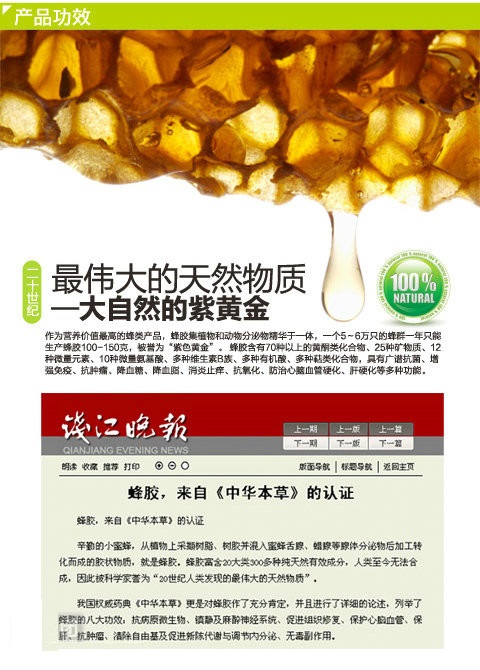 产品功效
二十世纪
最伟大的天然物质
—大自然的紫黄金
100%
NATURAL
作为营养价值最高的蜂类产品，蜂胶集植物和动物分泌物精华于一体，一个5~6万只的蜂群一年只能
生产蜂胶100-150克，被誉为“紫色黄金”。 蜂胶含有70种以上的黄酮类化合物、25种矿物质、12
种微量元素、10种微量氨基酸、多种维生素B族、多种有机酸、多种萜类化合物，具有广谱抗菌、增
强免疫、抗肿瘤、降血糖、降血脂、消炎止痒、抗氧化、防治心脑血管硬化、肝硬化等多种功能。
钱江晚报
QIANJIANG EVENING NEWS
上一期 上一版 上一篇
下一期 下一版 下一篇
朗读 收藏 推荐 打印
版面导航 | 标题导航 | 返回主页
蜂胶，来自《中华本草》的认证
蜂胶，来自《中华本草》的认证
辛勤的小蜜蜂，从植物上采撷树脂、树胶并混入蜜蜂舌腺、蜡腺等腺体分泌物后加工转
化而成的胶状物质，就是蜂胶。蜂胶富含20大类300多种纯天然有效成分，人类至今无法合
成，因此被科学家誉为“20世纪人类发现的最伟大的天然物质”。
我国权威药典《中华本草》更是对蜂胶作了充分肯定，并且进行了详细的论述，列举了
蜂胶的八大功效：抗病原微生物、镇静及麻醉神经系统、促进组织修复、保护心脑血管、保
肝、抗肿瘤、清除自由基及促进新陈代谢与调节内分泌、无毒副作用。